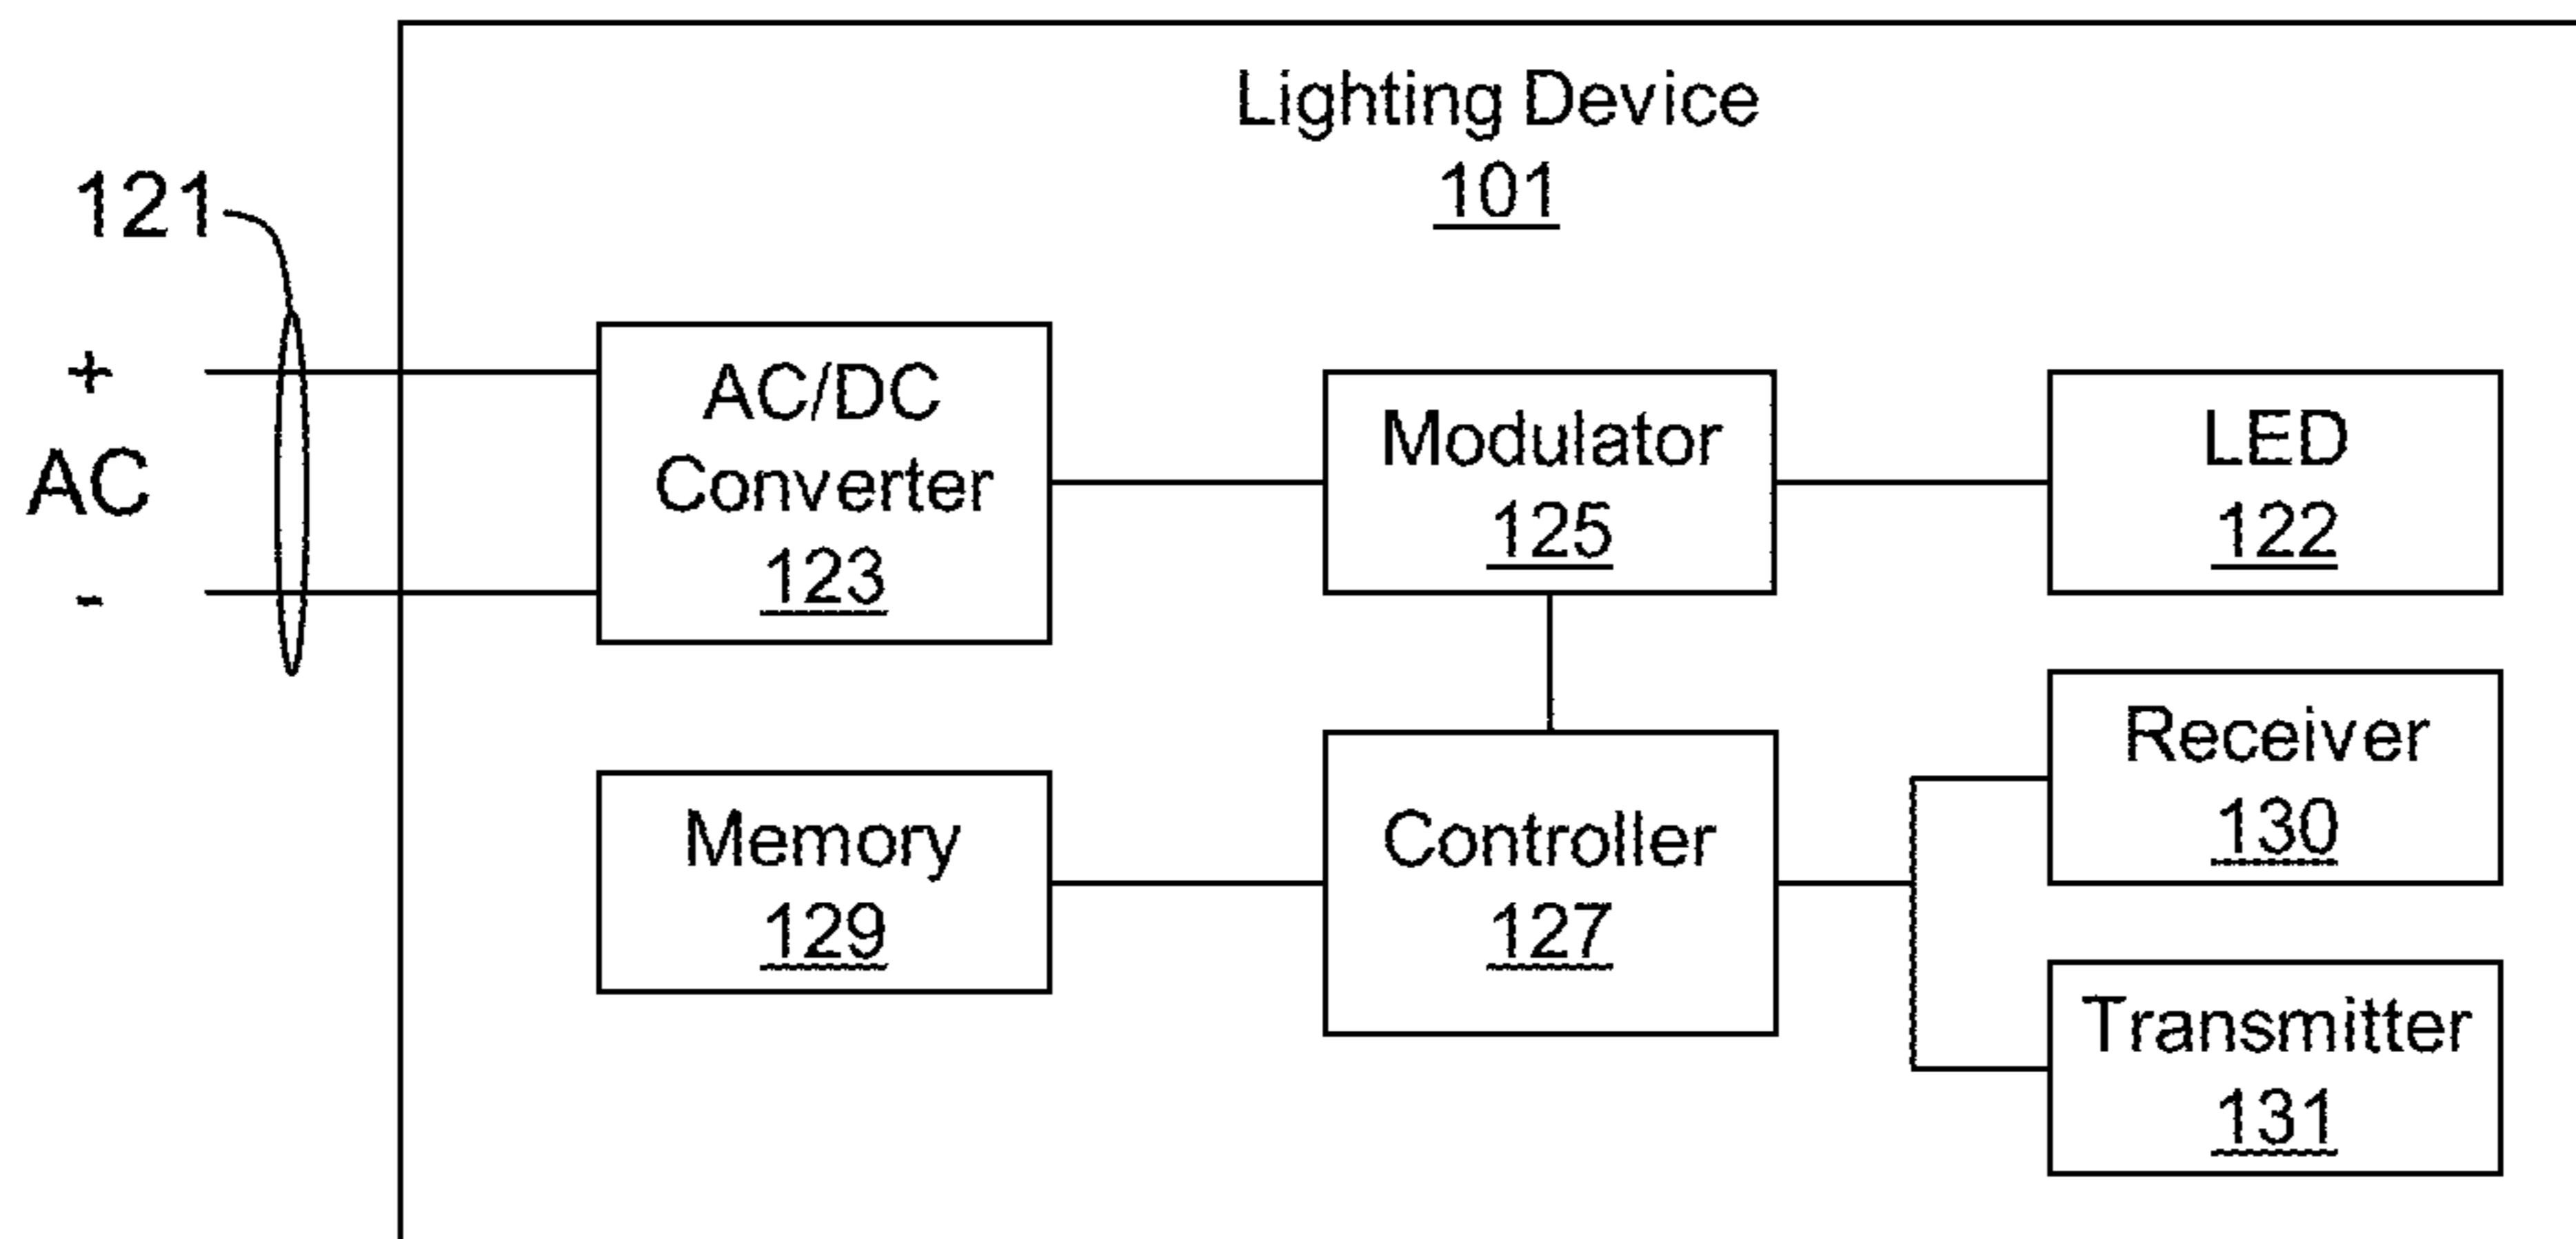 Lighting Device
101
121
+
AC
-
AC/DC
Converter
123
Modulator
125
LED
122
Memory
129
Controller
127
Receiver
130
Transmitter
131